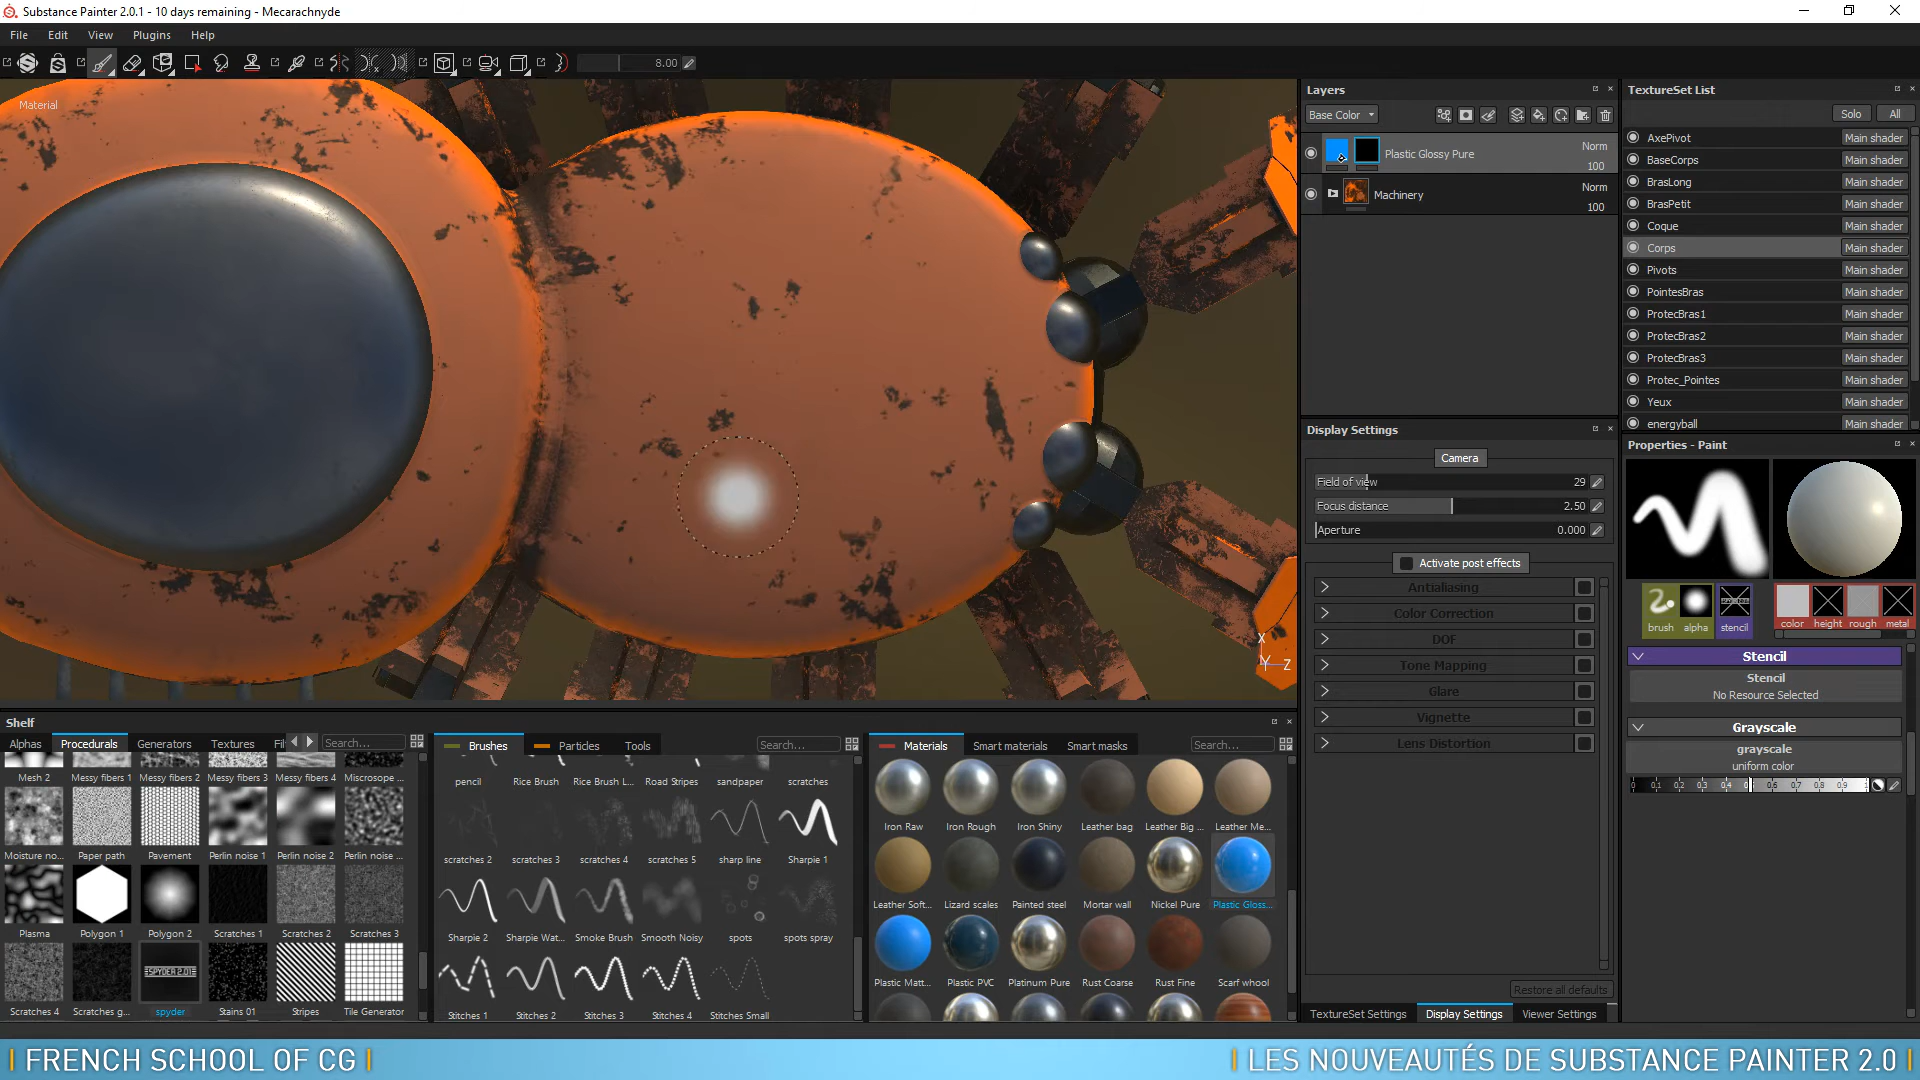 Substance Painter 2.0.1 - 10 days remaining - Mecarachnyde
File Edit View Plugins Help
8.00
Material
Layers
Base Color
Plastic Glossy Pure Norm 100
Machinery Norm 100
TextureSet List
Solo All
AxePivot Main shader
BaseCorps Main shader
BrasLong Main shader
BrasPetit Main shader
Coque Main shader
Corps Main shader
Pivots Main shader
PointesBras Main shader
ProtecBras1 Main shader
ProtecBras2 Main shader
ProtecBras3 Main shader
Protec_Pointes Main shader
Yeux Main shader
energyball Main shader
Display Settings
Camera
Field of view 29
Focus distance 2.50
Aperture 0.000
Activate post effects
Antialiasing
Color Correction
DOF
Tone Mapping
Glare
Vignette
Lens Distortion
Restore all defaults
TextureSet Settings Display Settings Viewer Settings
Properties - Paint
brush alpha stencil color height rough metal
Stencil
Stencil
No Resource Selected
Grayscale
grayscale
uniform color
X
Y Z
Shelf
Alphas Procedurals Generators Textures Fil Search...
Mesh 2 Messy fibers 1 Messy fibers 2 Messy fibers 3 Messy fibers 4 Miscrosope ...
Moisture no... Paper path Pavement Perlin noise 1 Perlin noise 2 Perlin noise ...
Plasma Polygon 1 Polygon 2 Scratches 1 Scratches 2 Scratches 3
SPYDER 2.01
Scratches 4 Scratches g... spyder Stains 01 Stripes Tile Generator
Brushes Particles Tools Search...
pencil Rice Brush Rice Brush L... Road Stripes sandpaper scratches
scratches 2 scratches 3 scratches 4 scratches 5 sharp line Sharpie 1
Sharpie 2 Sharpie Wat... Smoke Brush Smooth Noisy spots spots spray
Stitches 1 Stitches 2 Stitches 3 Stitches 4 Stitches Small
Materials Smart materials Smart masks Search...
Iron Raw Iron Rough Iron Shiny Leather bag Leather Big ... Leather Me...
Leather Soft... Lizard scales Painted steel Mortar wall Nickel Pure Plastic Gloss...
Plastic Matt... Plastic PVC Platinum Pure Rust Coarse Rust Fine Scarf whool
| FRENCH SCHOOL OF CG |
| LES NOUVEAUTÉS DE SUBSTANCE PAINTER 2.0 |